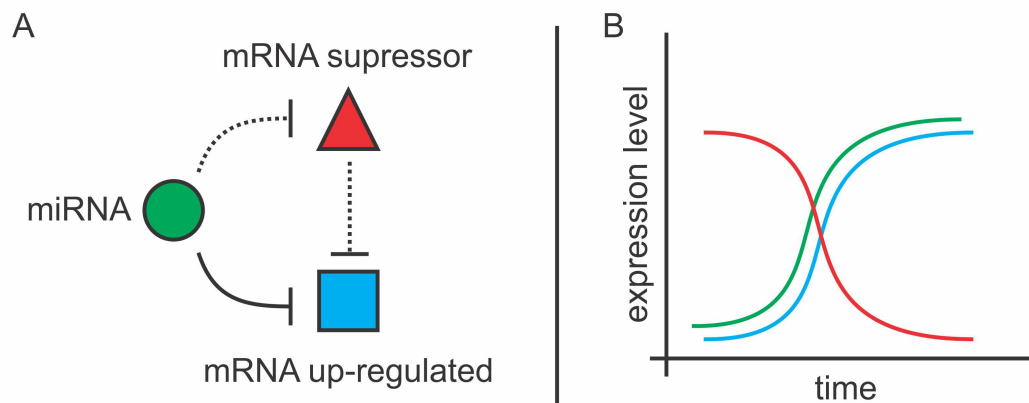 A
mRNA supressor
miRNA
mRNA up-regulated
B
expression level
time